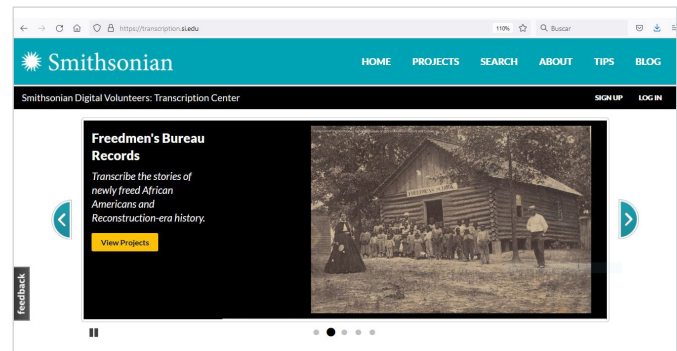 https://transcription.si.edu
110%
Buscar
Smithsonian
HOME PROJECTS SEARCH ABOUT TIPS BLOG
Smithsonian Digital Volunteers: Transcription Center
SIGN UP LOG IN
Freedmen's Bureau
Records
Transcribe the stories of
newly freed African
Americans and
Reconstruction-era history.
View Projects
feedback